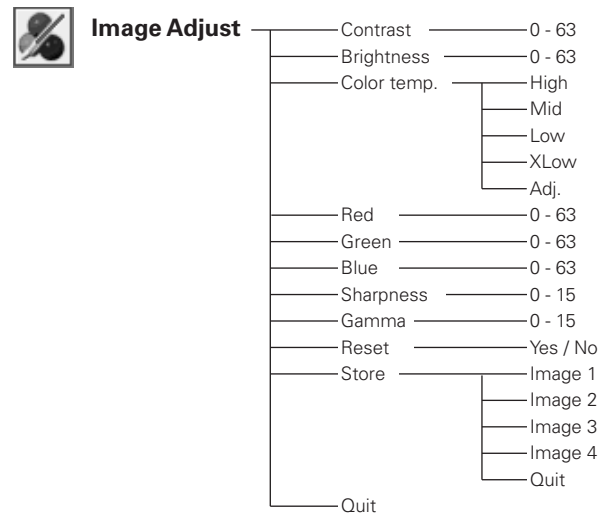 Image Adjust Contrast 0 - 63
Brightness 0 - 63
Color temp. High
Mid
Low
XLow
Adj.
Red 0 - 63
Green 0 - 63
Blue 0 - 63
Sharpness 0 - 15
Gamma 0 - 15
Reset Yes / No
Store Image 1
Image 2
Image 3
Image 4
Quit
Quit